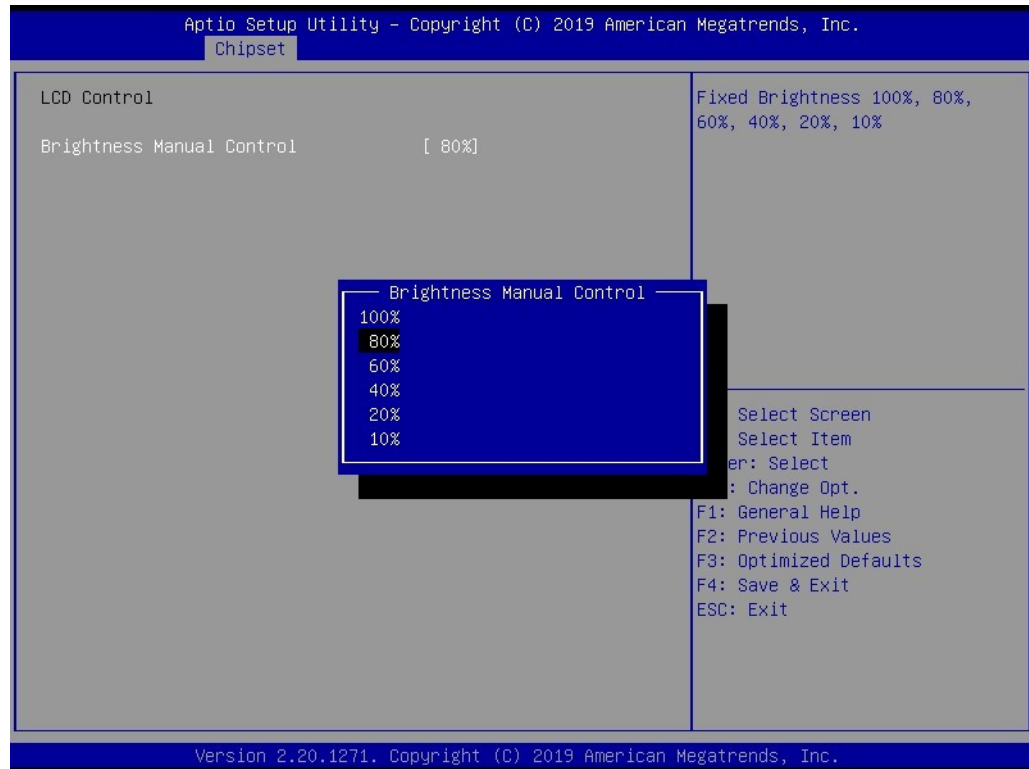 Aptio Setup Utility – Copyright (C) 2019 American Megatrends, Inc.
Chipset
LCD Control
Brightness Manual Control [ 80%]
Fixed Brightness 100%, 80%,
60%, 40%, 20%, 10%
Brightness Manual Control
100%
80%
60%
40%
20%
10%
Select Screen
Select Item
er: Select
: Change Opt.
F1: General Help
F2: Previous Values
F3: Optimized Defaults
F4: Save & Exit
ESC: Exit
Version 2.20.1271. Copyright (C) 2019 American Megatrends, Inc.